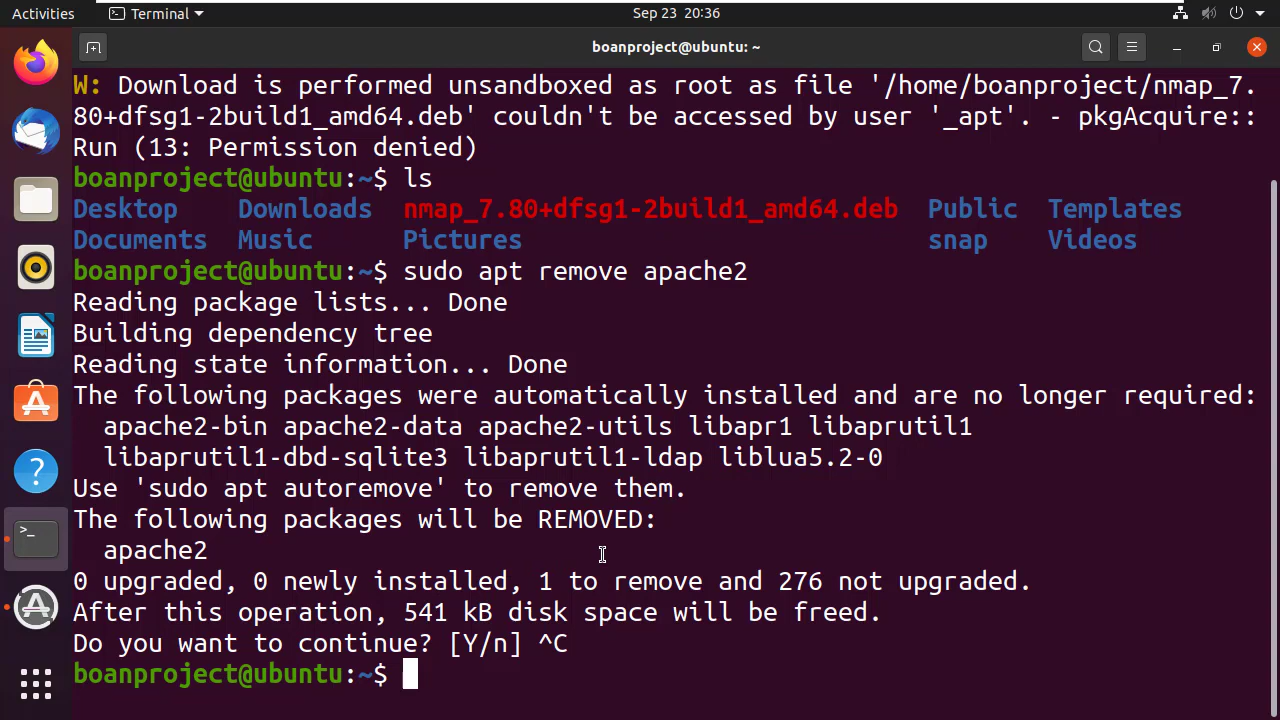 Activities Terminal Sep 23 20:36
boanproject@ubuntu: ~
W: Download is performed unsandboxed as root as file '/home/boanproject/nmap_7.
80+dfsg1-2build1_amd64.deb' couldn't be accessed by user '_apt'. - pkgAcquire::
Run (13: Permission denied)
boanproject@ubuntu:~$ ls
Desktop Downloads nmap_7.80+dfsg1-2build1_amd64.deb Public Templates
Documents Music Pictures snap Videos
boanproject@ubuntu:~$ sudo apt remove apache2
Reading package lists... Done
Building dependency tree
Reading state information... Done
The following packages were automatically installed and are no longer required:
apache2-bin apache2-data apache2-utils libapr1 libaprutil1
libaprutil1-dbd-sqlite3 libaprutil1-ldap liblua5.2-0
Use 'sudo apt autoremove' to remove them.
The following packages will be REMOVED:
apache2
0 upgraded, 0 newly installed, 1 to remove and 276 not upgraded.
After this operation, 541 kB disk space will be freed.
Do you want to continue? [Y/n] ^C
boanproject@ubuntu:~$